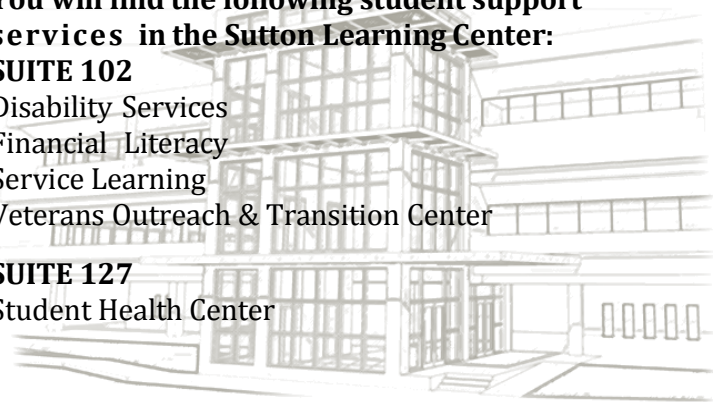 You will find the following student support
services in the Sutton Learning Center:
SUITE 102
Disability Services
Financial Literacy
Service Learning
Veterans Outreach & Transition Center
SUITE 127
Student Health Center